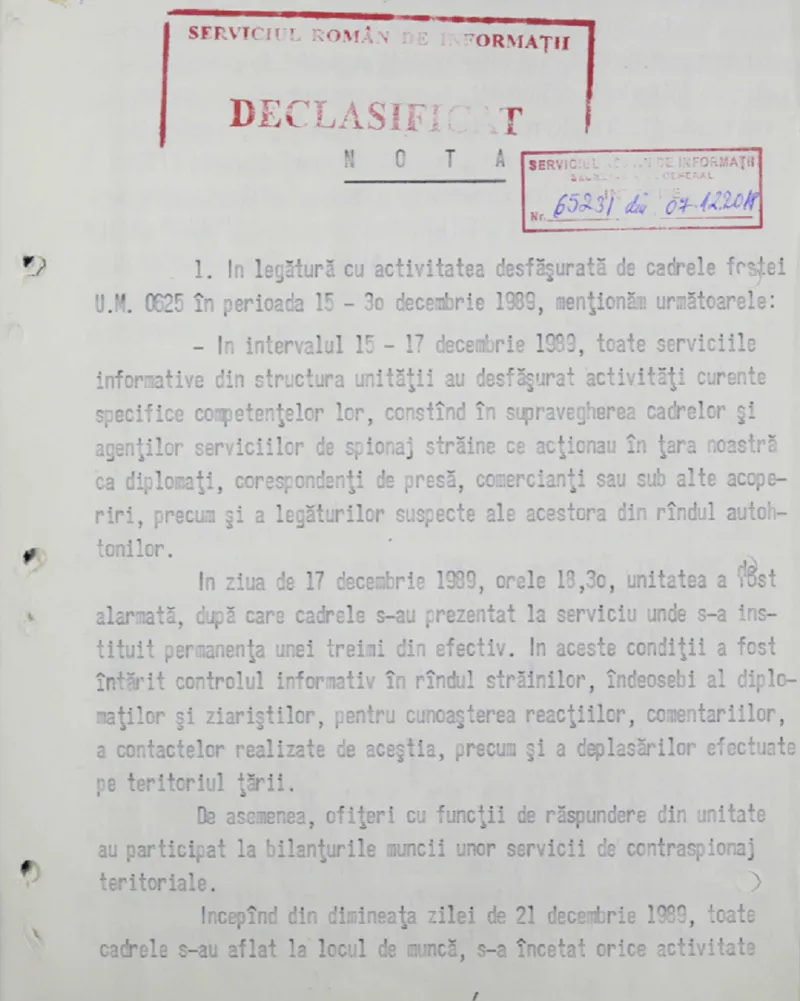 SERVICIUL ROMÂN DE INFORMAŢII
DECLASIFICAT
N O T A
SERVICIUL ROMÂN DE INFORMAŢII
GENERAL
Nr. 65231 din 07.12.2018
1. In legătură cu activitatea desfăşurată de cadrele fostei
U.M. 0625 în perioada 15 - 3o decembrie 1989, menţionăm următoarele:
- In intervalul 15 - 17 decembrie 1989, toate serviciile
informative din structura unităţii au desfăşurat activităţi curente
specifice competenţelor lor, constînd în supravegherea cadrelor şi
agenţilor serviciilor de spionaj străine ce acţionau în ţara noastră
ca diplomaţi, corespondenţi de presă, comercianţi sau sub alte acope-
riri, precum şi a legăturilor suspecte ale acestora din rîndul autoh-
tonilor.
In ziua de 17 decembrie 1989, orele 18,3o, unitatea a fost
alarmată, după care cadrele s-au prezentat la serviciu unde s-a ins-
tituit permanenţa unei treimi din efectiv. In aceste condiţii a fost
întărit controlul informativ în rîndul străinilor, îndeosebi al diplo-
maţilor şi ziariştilor, pentru cunoaşterea reacţiilor, comentariilor,
a contactelor realizate de aceştia, precum şi a deplasărilor efectuate
pe teritoriul ţării.
De asemenea, ofiţeri cu funcţii de răspundere din unitate
au participat la bilanţurile muncii unor servicii de contraspionaj
teritoriale.
Incepînd din dimineaţa zilei de 21 decembrie 1989, toate
cadrele s-au aflat la locul de muncă, s-a încetat orice activitate